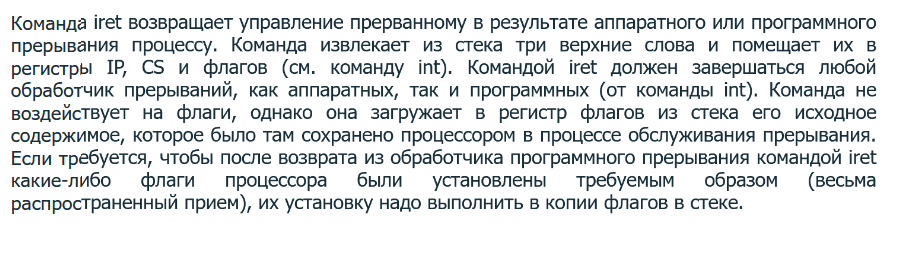 Команда iret возвращает управление прерванному в результате аппаратного или программного
прерывания процессу. Команда извлекает из стека три верхние слова и помещает их в
регистры IP, CS и флагов (см. команду int). Командой iret должен завершаться любой
обработчик прерываний, как аппаратных, так и программных (от команды int). Команда не
воздействует на флаги, однако она загружает в регистр флагов из стека его исходное
содержимое, которое было там сохранено процессором в процессе обслуживания прерывания.
Если требуется, чтобы после возврата из обработчика программного прерывания командой iret
какие-либо флаги процессора были установлены требуемым образом (весьма
распространенный прием), их установку надо выполнить в копии флагов в стеке.